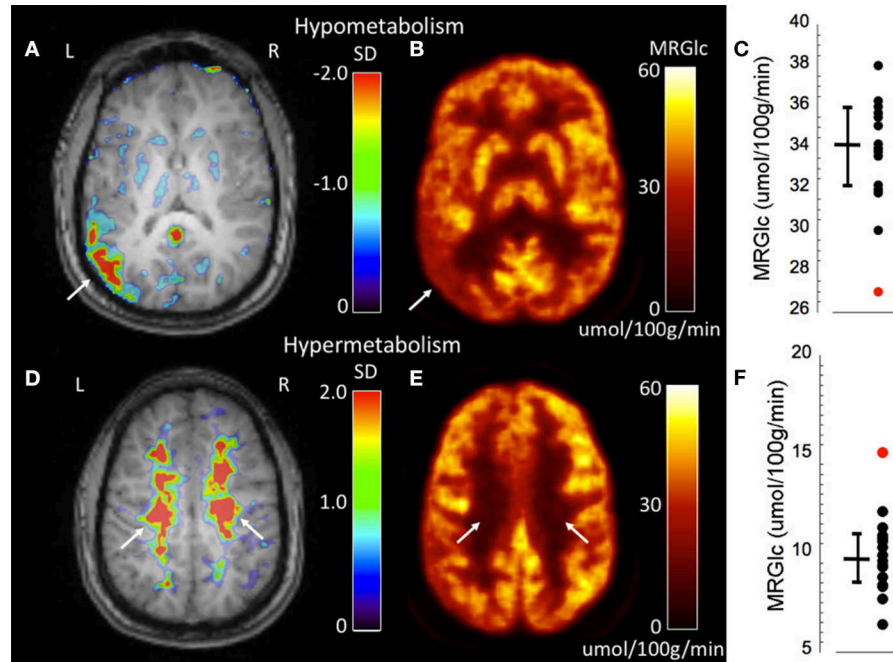 Hypometabolism
A
L
R
SD
-2.0
-1.0
0
B
MRGlc
60
30
0
umol/100g/min
C
MRGlc (umol/100g/min)
40
38
36
34
32
30
28
26
Hypermetabolism
D
L
R
SD
2.0
1.0
0
E
60
30
0
umol/100g/min
F
MRGlc (umol/100g/min)
20
15
10
5